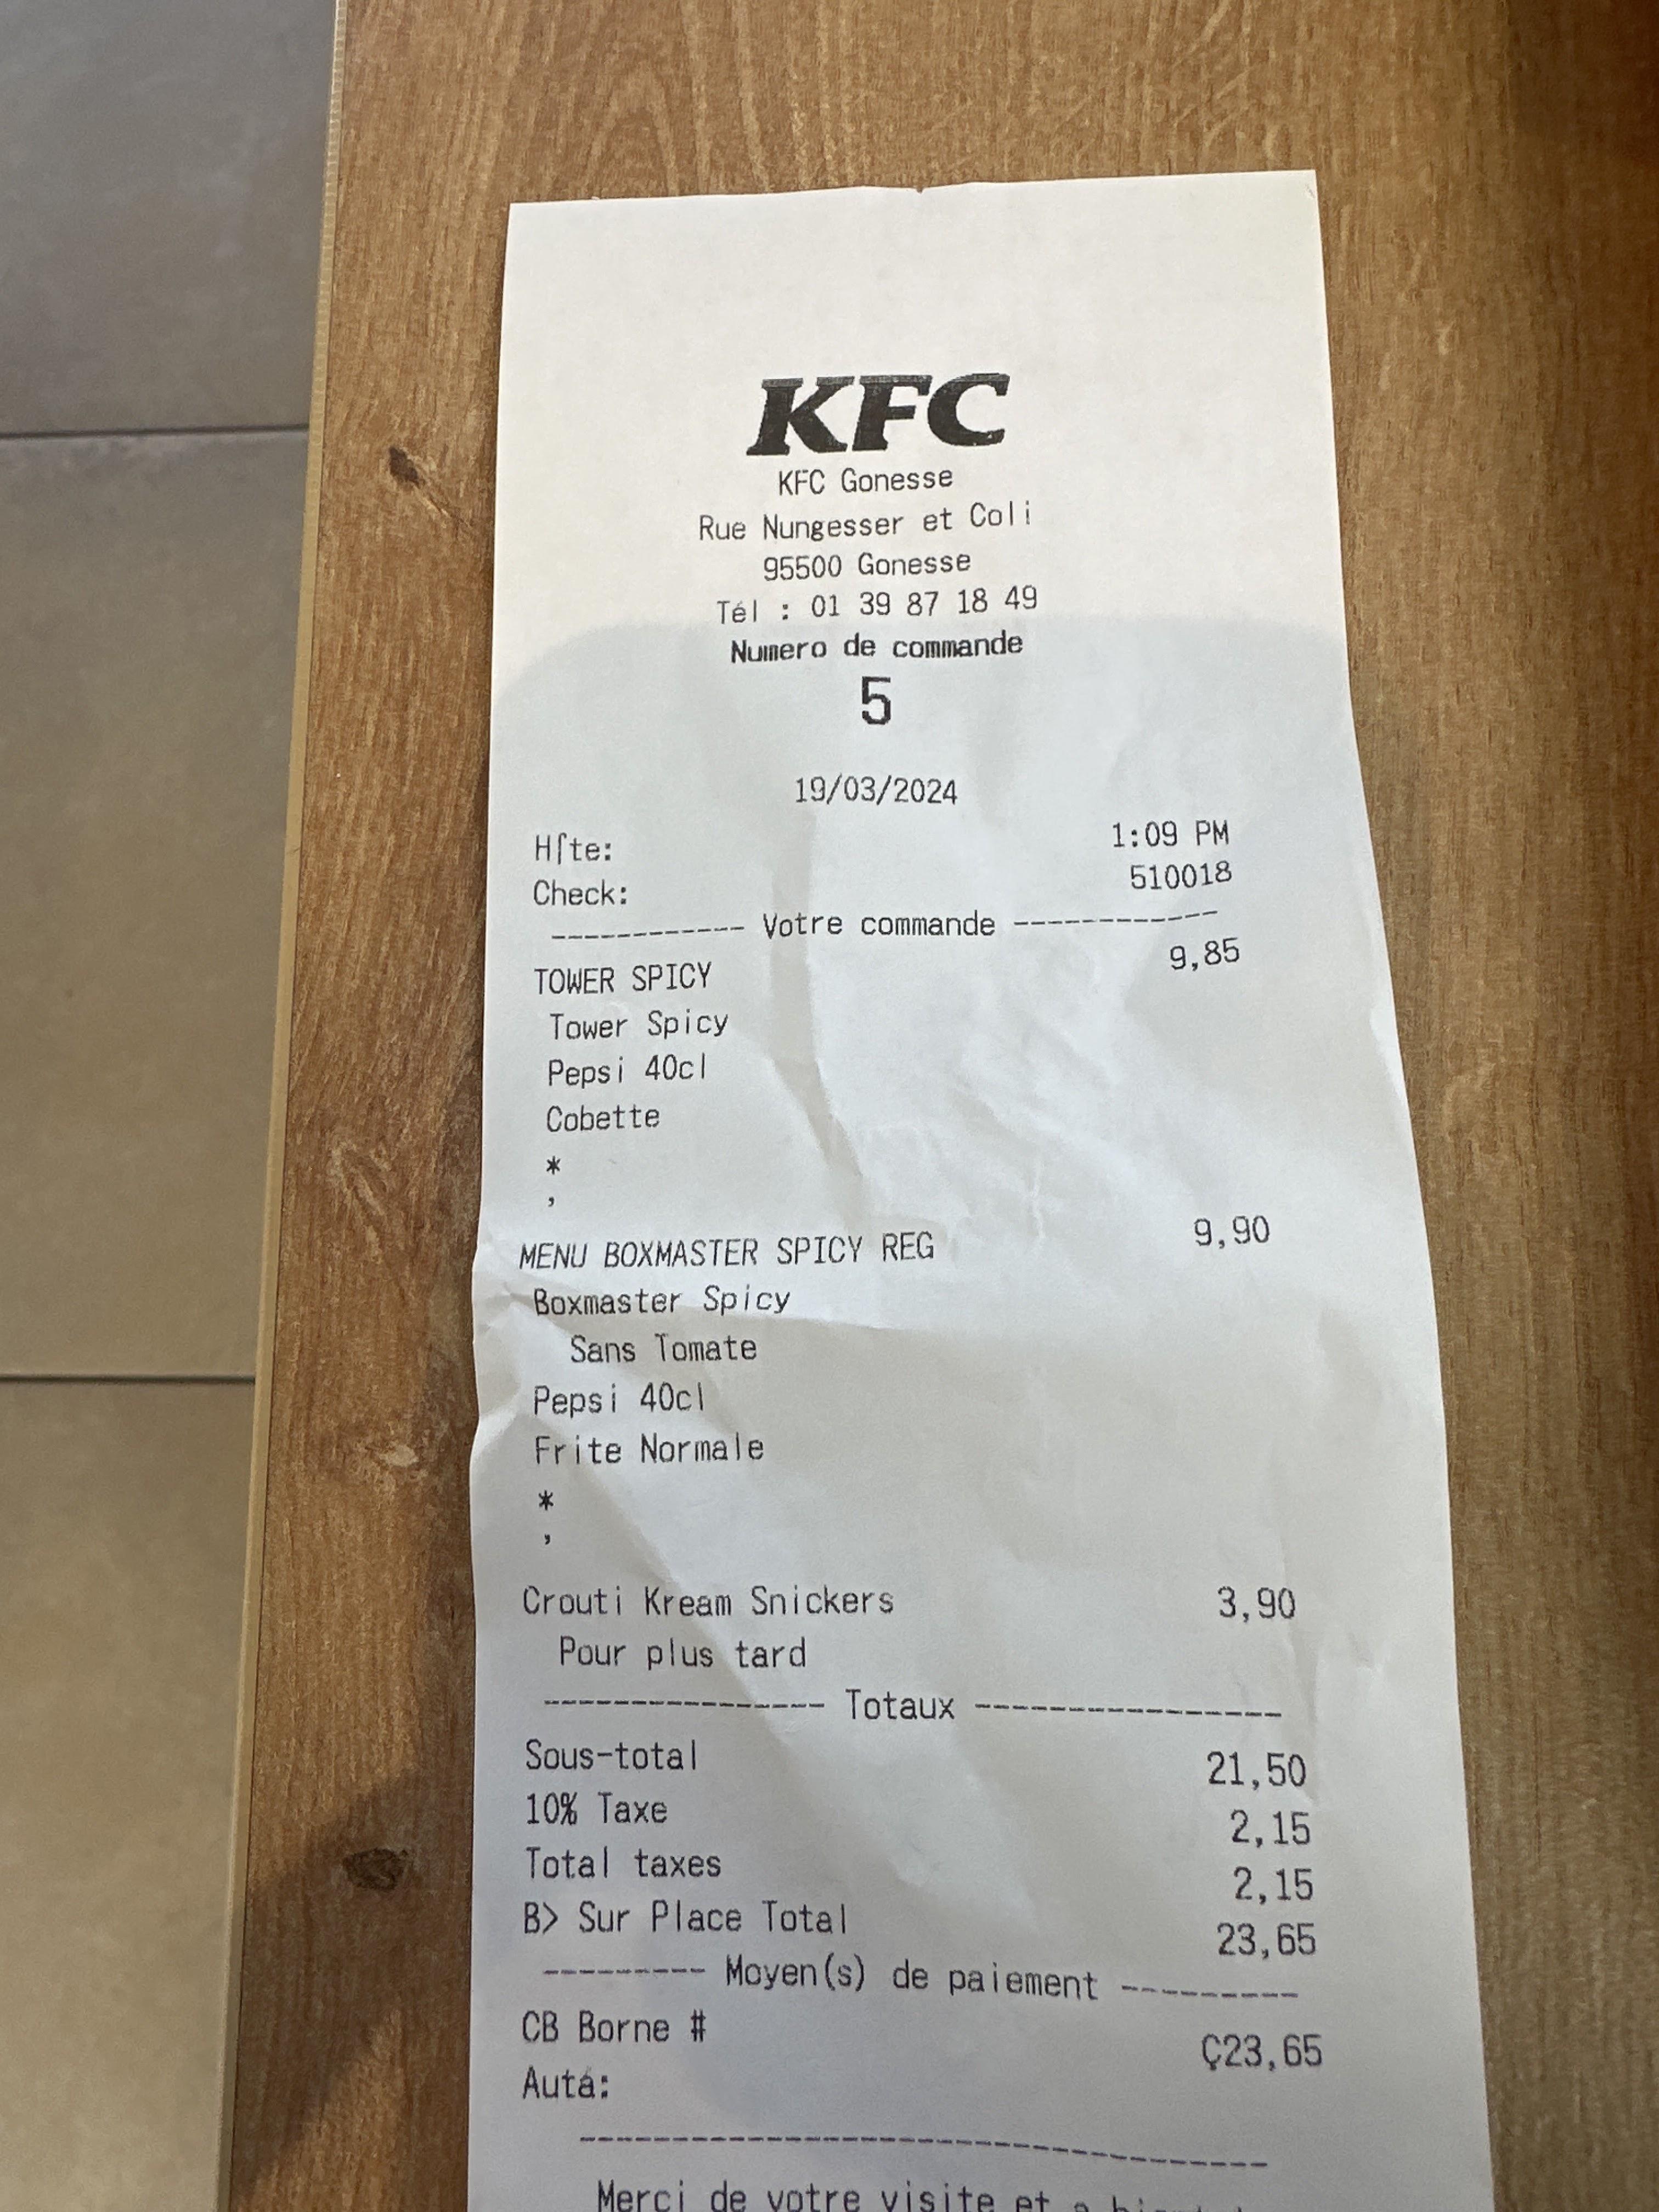 KFC
KFC Gonesse
Rue Nungesser et Coli
95500 Gonesse
Tél : 01 39 87 18 49
Numero de commande
5
19/03/2024
H⌠te: 1:09 PM
Check: 510018
------------ Votre commande ------------
TOWER SPICY 9,85
Tower Spicy
Pepsi 40cl
Cobette
*
,
MENU BOXMASTER SPICY REG 9,90
Boxmaster Spicy
Sans Tomate
Pepsi 40cl
Frite Normale
*
,
Crouti Kream Snickers 3,90
Pour plus tard
---------------- Totaux ----------------
Sous-total 21,50
10% Taxe 2,15
Total taxes 2,15
B> Sur Place Total 23,65
--------- Moyen(s) de paiement ---------
CB Borne # Ç23,65
Autá:
----------------------------------------
Merci de votre visite et a